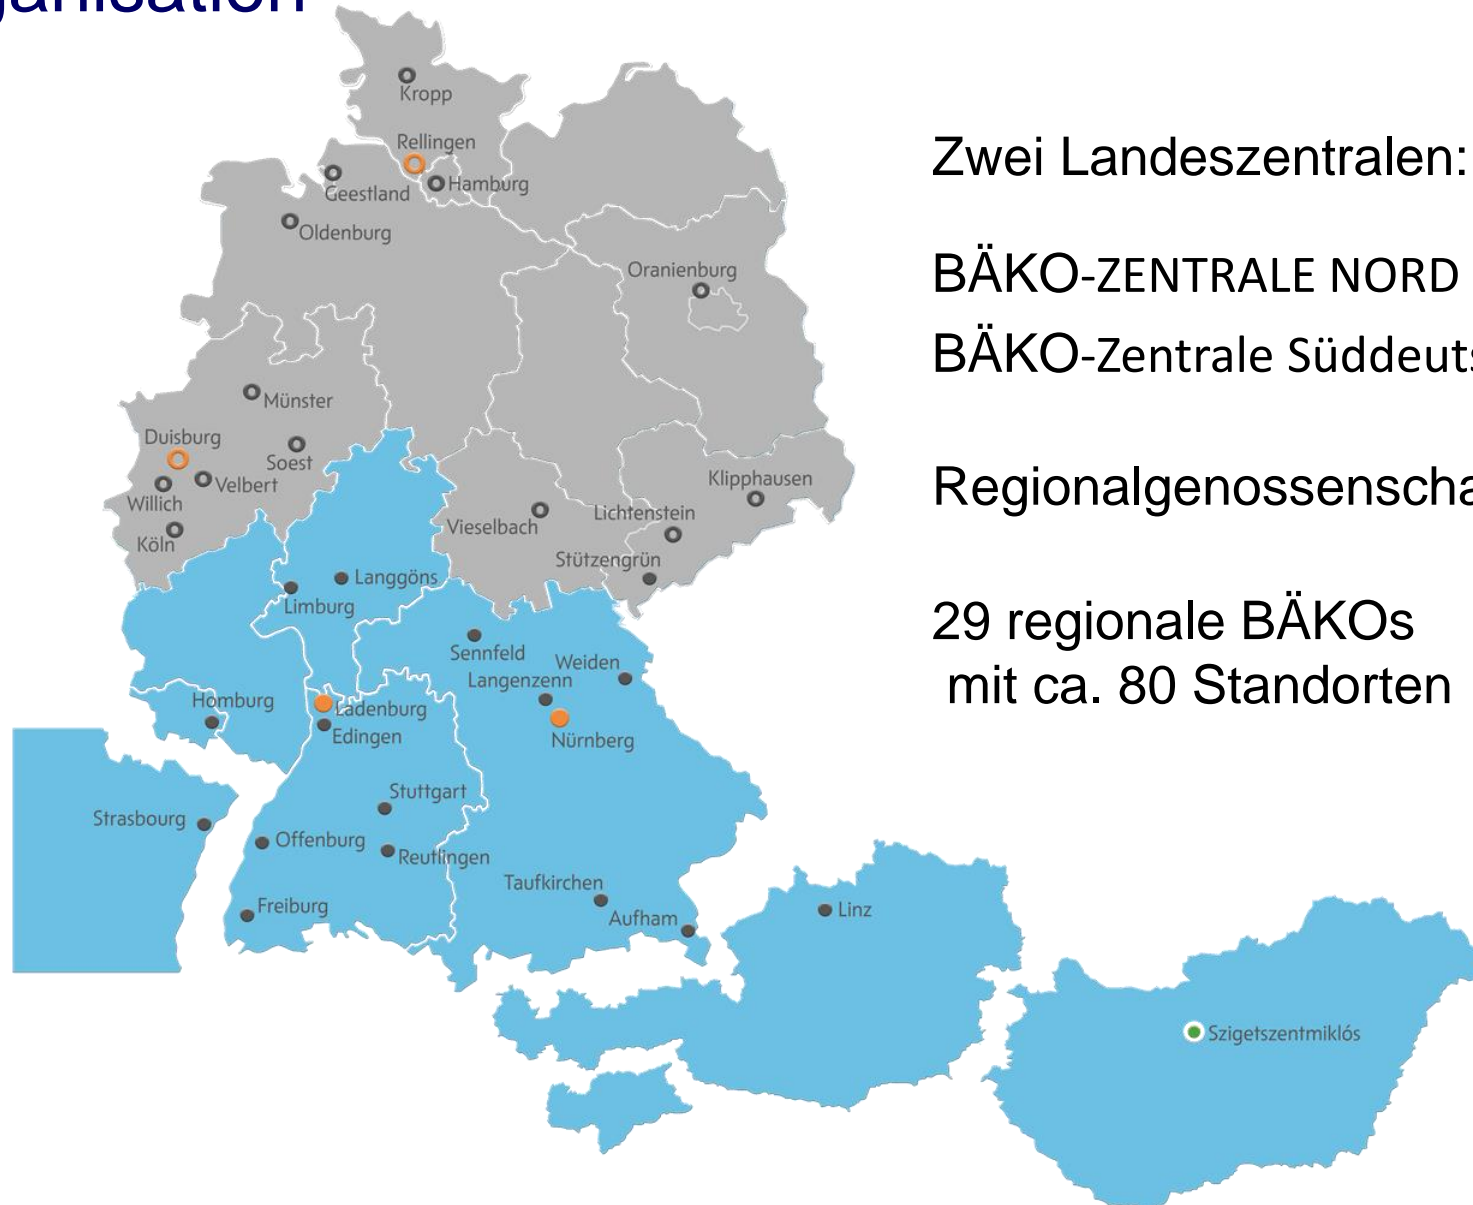 ganisation
Kropp
Rellingen
Hamburg
Geestland
Oldenburg
Oranienburg
Münster
Duisburg
Soest
Velbert
Willich
Köln
Klipphausen
Lichtenstein
Vieselbach
Stützengrün
Langgöns
Limburg
Sennfeld
Weiden
Langenzenn
Homburg
Ladenburg
Edingen
Nürnberg
Stuttgart
Strasbourg
Offenburg
Reutlingen
Taufkirchen
Freiburg
Aufham
Linz
Szigetszentmiklós
Zwei Landeszentralen:
BÄKO-ZENTRALE NORD
BÄKO-Zentrale Süddeuts
Regionalgenossenscha
29 regionale BÄKOs
mit ca. 80 Standorten